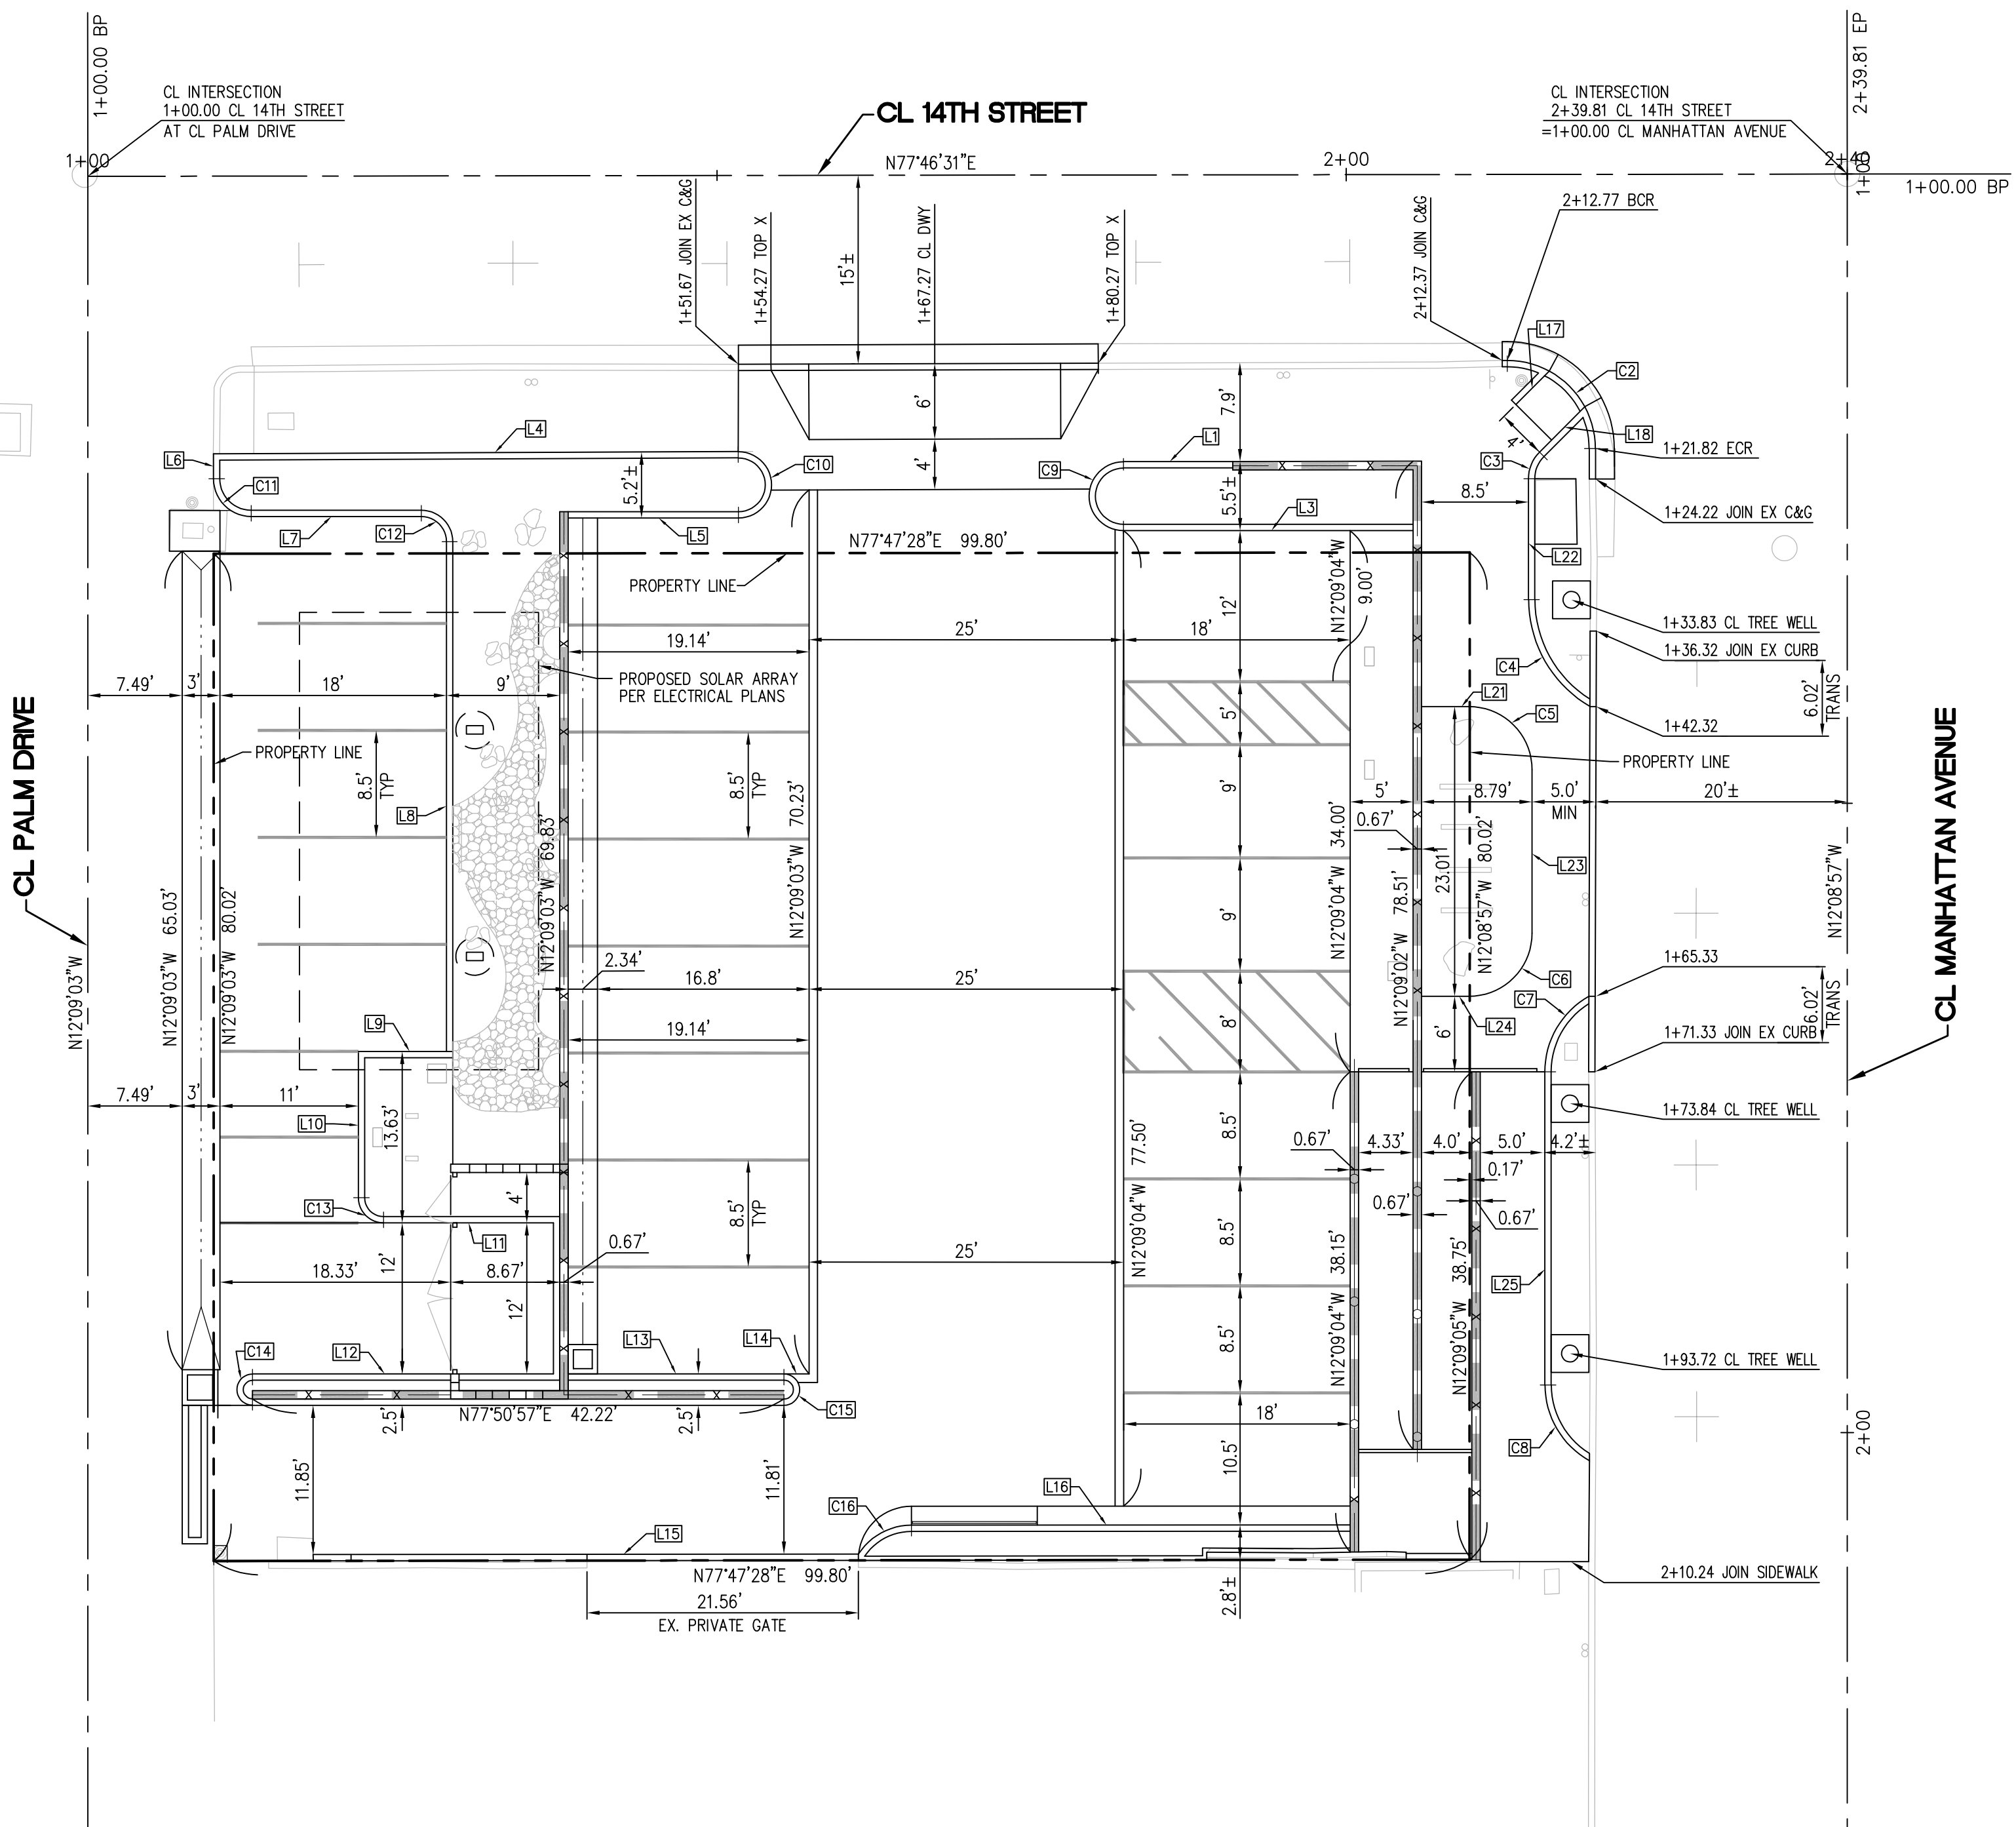 1+00.00 BP
CL INTERSECTION
1+00.00 CL 14TH STREET
AT CL PALM DRIVE
1+00
CL 14TH STREET
N77°46'31"E
2+00
CL INTERSECTION
2+39.81 CL 14TH STREET
=1+00.00 CL MANHATTAN AVENUE
2+39.81 EP
2+40
1+00
1+00.00 BP
1+51.67 JOIN EX C&G
1+54.27 TOP X
15'±
1+67.27 CL DWY
1+80.27 TOP X
2+12.37 JOIN C&G
2+12.77 BCR
L17
C2
L18
4'
C3
1+21.82 ECR
1+24.22 JOIN EX C&G
L4
L6
C11
C10
5.2'±
6'
4'
7.9'
L1
C9
5.5'±
L3
8.5'
L7
C12
L5
N77°47'28"E 99.80'
PROPERTY LINE
N12°09'04"W 9.00'
L22
12'
1+33.83 CL TREE WELL
1+36.32 JOIN EX CURB
6.02'
TRANS
1+42.32
C4
L21
C5
PROPERTY LINE
19.14'
25'
18'
PROPOSED SOLAR ARRAY
PER ELECTRICAL PLANS
7.49'
3'
18'
9'
5'
PROPERTY LINE
8.5'
TYP
8.5'
TYP
L8
9'
5'
8.79'
5.0'
MIN
20'±
0.67'
CL PALM DRIVE
CL MANHATTAN AVENUE
N12°09'03"W
N12°09'03"W 65.03'
N12°09'03"W 80.02'
N12°09'03"W 69.83'
N12°09'03"W 70.23'
N12°09'04"W 34.00'
N12°09'02"W 78.51'
23.01'
N12°08'57"W 80.02'
L23
N12°08'57"W
9'
2.34'
16.8'
25'
1+65.33
C6
C7
L24
6'
8'
6.02'
TRANS
1+71.33 JOIN EX CURB
19.14'
L9
7.49'
3'
11'
L10
13.63'
1+73.84 CL TREE WELL
8.5'
0.67'
4.33'
4.0'
5.0'
4.2'±
0.17'
0.67'
0.67'
N12°09'04"W 77.50'
C13
4'
L11
8.5'
TYP
8.5'
0.67'
12'
18.33'
8.67'
12'
25'
N12°09'04"W 38.15'
N12°09'05"W 38.75'
L25
C14
L12
L13
L14
8.5'
1+93.72 CL TREE WELL
2.5'
N77°50'57"E 42.22'
2.5'
C15
18'
C8
2+00
11.85'
11.81'
C16
L16
10.5'
L15
N77°47'28"E 99.80'
21.56'
EX. PRIVATE GATE
2.8'±
2+10.24 JOIN SIDEWALK